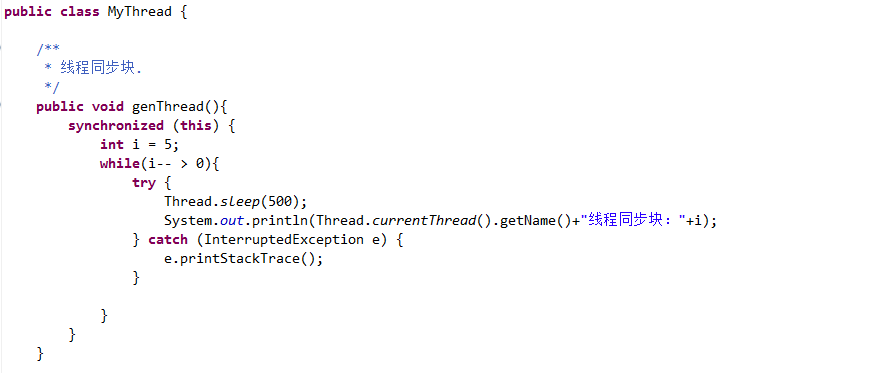 public class MyThread {
/**
* 线程同步块.
*/
public void genThread(){
synchronized (this) {
int i = 5;
while(i-- > 0){
try {
Thread.sleep(500);
System.out.println(Thread.currentThread().getName()+"线程同步块："+i);
} catch (InterruptedException e) {
e.printStackTrace();
}
}
}
}